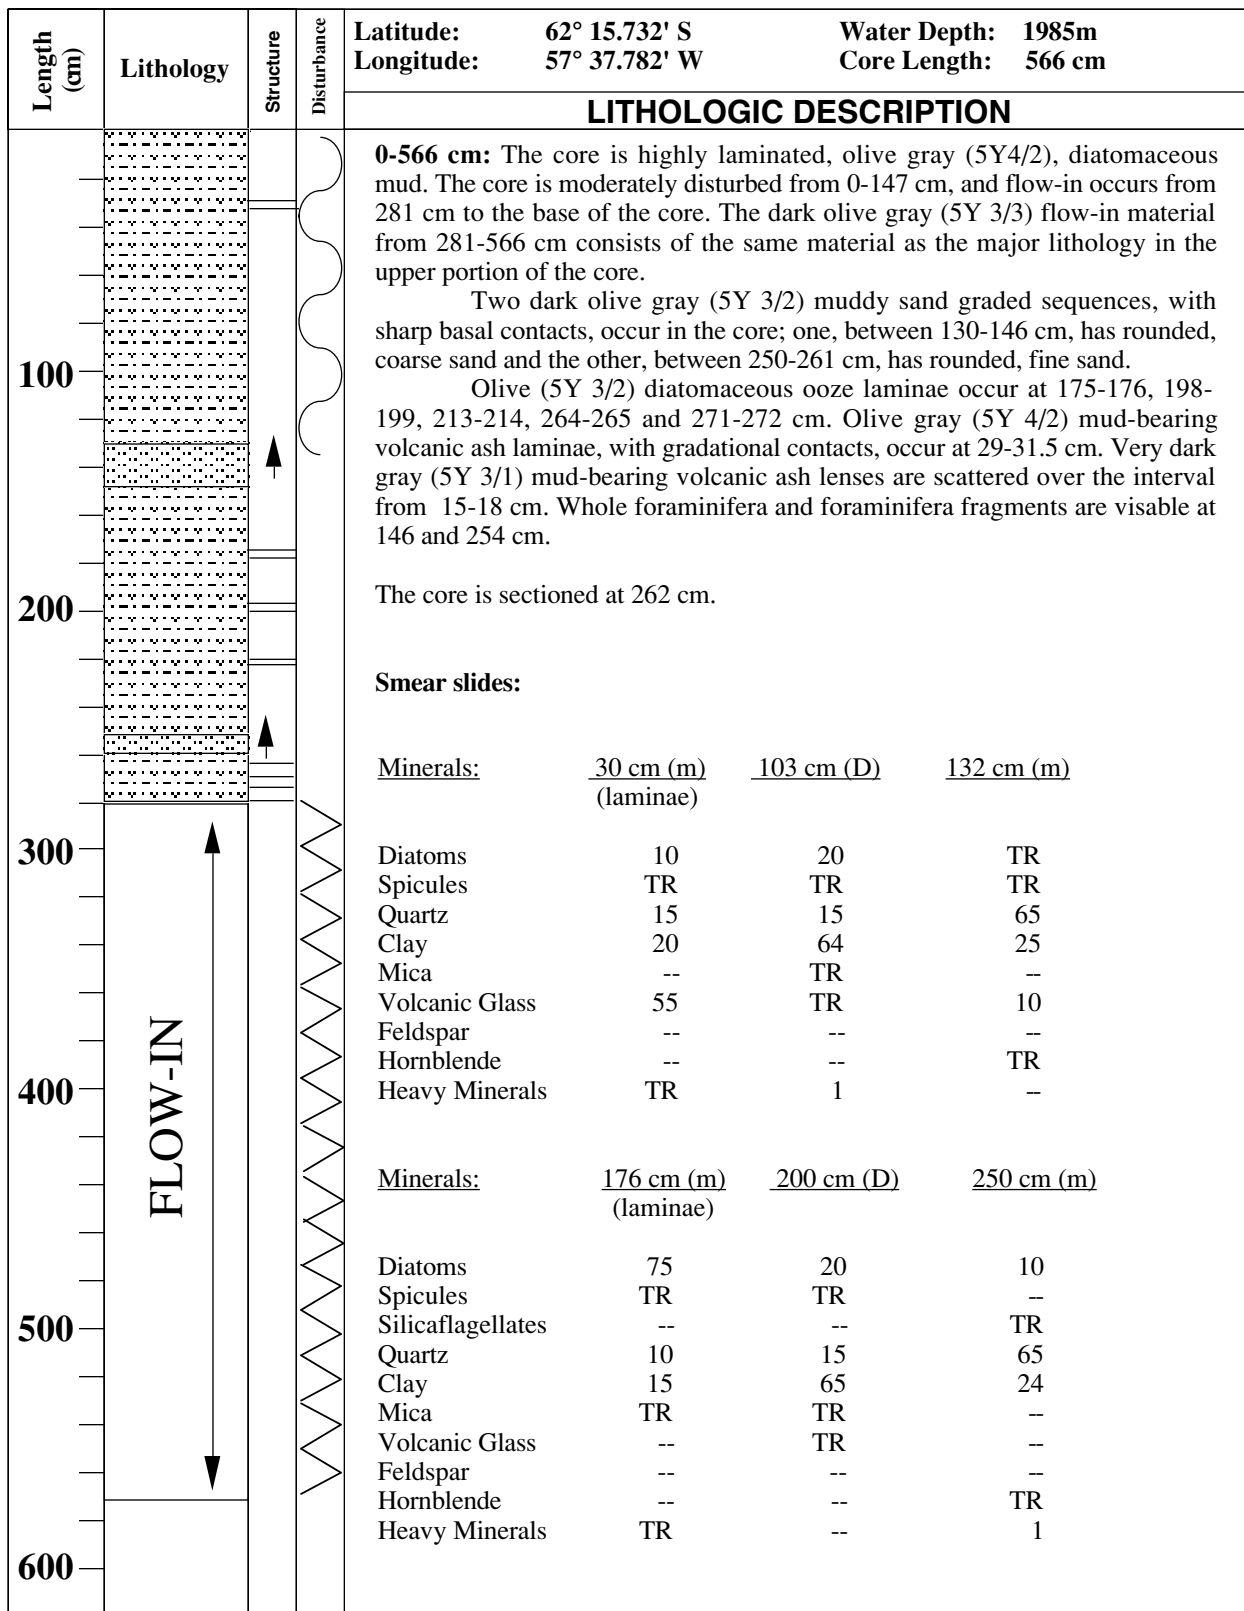 Length (cm)
Lithology
Structure
Disturbance
Latitude: 62° 15.732' S Water Depth: 1985m
Longitude: 57° 37.782' W Core Length: 566 cm
LITHOLOGIC DESCRIPTION
0-566 cm: The core is highly laminated, olive gray (5Y4/2), diatomaceous
mud. The core is moderately disturbed from 0-147 cm, and flow-in occurs from
281 cm to the base of the core. The dark olive gray (5Y 3/3) flow-in material
from 281-566 cm consists of the same material as the major lithology in the
upper portion of the core.
Two dark olive gray (5Y 3/2) muddy sand graded sequences, with
sharp basal contacts, occur in the core; one, between 130-146 cm, has rounded,
coarse sand and the other, between 250-261 cm, has rounded, fine sand.
Olive (5Y 3/2) diatomaceous ooze laminae occur at 175-176, 198-
199, 213-214, 264-265 and 271-272 cm. Olive gray (5Y 4/2) mud-bearing
volcanic ash laminae, with gradational contacts, occur at 29-31.5 cm. Very dark
gray (5Y 3/1) mud-bearing volcanic ash lenses are scattered over the interval
from 15-18 cm. Whole foraminifera and foraminifera fragments are visable at
146 and 254 cm.
The core is sectioned at 262 cm.
Smear slides:
Minerals: 30 cm (m) 103 cm (D) 132 cm (m)
(laminae)
Diatoms 10 20 TR
Spicules TR TR TR
Quartz 15 15 65
Clay 20 64 25
Mica -- TR --
Volcanic Glass 55 TR 10
Feldspar -- -- --
Hornblende -- -- TR
Heavy Minerals TR 1 --
Minerals: 176 cm (m) 200 cm (D) 250 cm (m)
(laminae)
Diatoms 75 20 10
Spicules TR TR --
Silicaflagellates -- -- TR
Quartz 10 15 65
Clay 15 65 24
Mica TR TR --
Volcanic Glass -- TR --
Feldspar -- -- --
Hornblende -- -- TR
Heavy Minerals TR -- 1
100
200
300
400
500
600
FLOW-IN